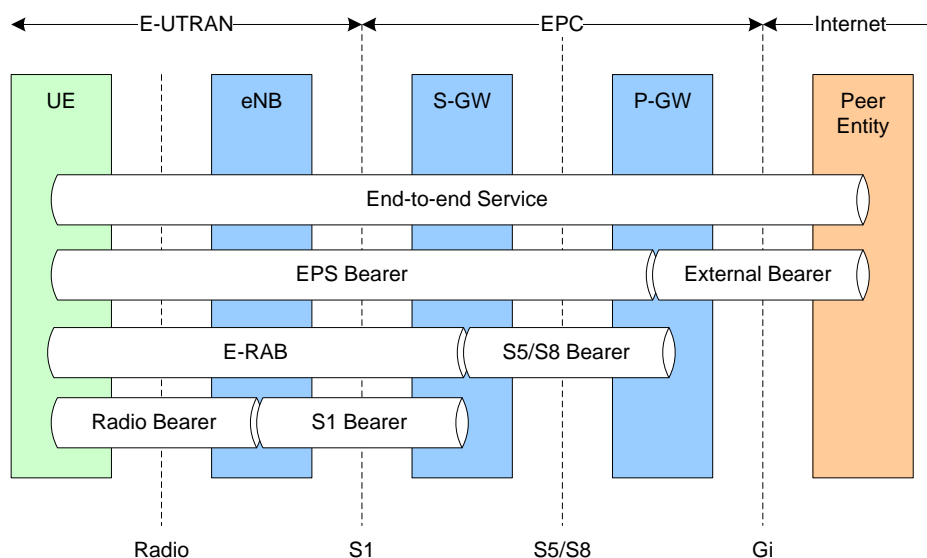 E-UTRAN EPC Internet
UE eNB S-GW P-GW Peer
Entity
End-to-end Service
EPS Bearer External Bearer
E-RAB S5/S8 Bearer
Radio Bearer S1 Bearer
Radio S1 S5/S8 Gi